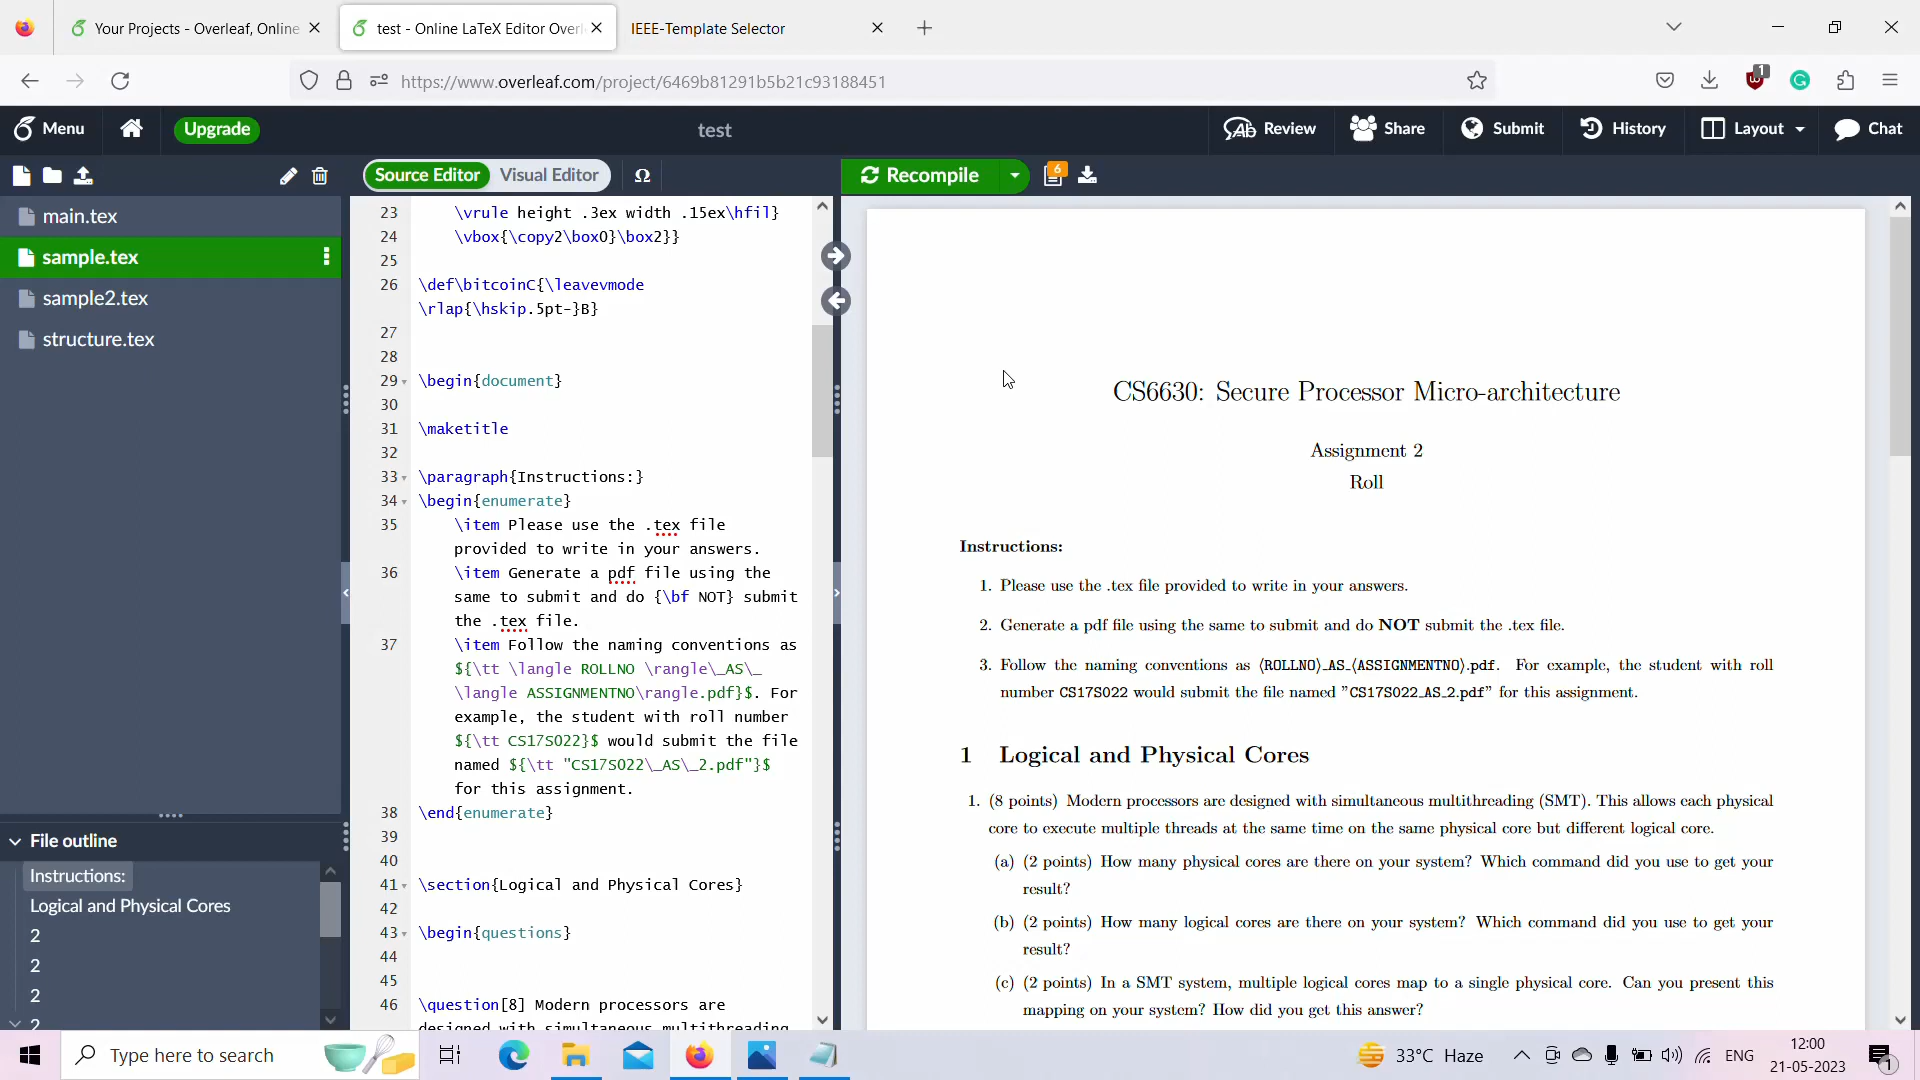 Your Projects - Overleaf, Online
test - Online LaTeX Editor Over
IEEE-Template Selector
https://www.overleaf.com/project/6469b81291b5b21c93188451
1
Menu
Upgrade
test
Review
Share
Submit
History
Layout
Chat
Source Editor
Visual Editor
Ω
Recompile
6
main.tex
sample.tex
sample2.tex
structure.tex
File outline
Instructions:
Logical and Physical Cores
2
2
2
2
23 \vrule height .3ex width .15ex\hfil}
24 \vbox{\copy2\box0}\box2}}
25
26 \def\bitcoinC{\leavevmode
\rlap{\hskip.5pt-}B}
27
28
29 \begin{document}
30
31 \maketitle
32
33 \paragraph{Instructions:}
34 \begin{enumerate}
35 \item Please use the .tex file
provided to write in your answers.
36 \item Generate a pdf file using the
same to submit and do {\bf NOT} submit
the .tex file.
37 \item Follow the naming conventions as
${\tt \langle ROLLNO \rangle\_AS\_
\langle ASSIGNMENTNO\rangle.pdf}$. For
example, the student with roll number
${\tt CS17S022}$ would submit the file
named ${\tt "CS17S022\_AS\_2.pdf"}$
for this assignment.
38 \end{enumerate}
39
40
41 \section{Logical and Physical Cores}
42
43 \begin{questions}
44
45
46 \question[8] Modern processors are
designed with simultaneous multithreading
CS6630: Secure Processor Micro-architecture
Assignment 2
Roll
Instructions:
1. Please use the .tex file provided to write in your answers.
2. Generate a pdf file using the same to submit and do NOT submit the .tex file.
3. Follow the naming conventions as ⟨ROLLNO⟩_AS_⟨ASSIGNMENTNO⟩.pdf. For example, the student with roll
number CS17S022 would submit the file named ”CS17S022_AS_2.pdf” for this assignment.
1 Logical and Physical Cores
1. (8 points) Modern processors are designed with simultaneous multithreading (SMT). This allows each physical
core to execute multiple threads at the same time on the same physical core but different logical core.
(a) (2 points) How many physical cores are there on your system? Which command did you use to get your
result?
(b) (2 points) How many logical cores are there on your system? Which command did you use to get your
result?
(c) (2 points) In a SMT system, multiple logical cores map to a single physical core. Can you present this
mapping on your system? How did you get this answer?
Type here to search
33°C Haze
ENG
12:00
21-05-2023
1